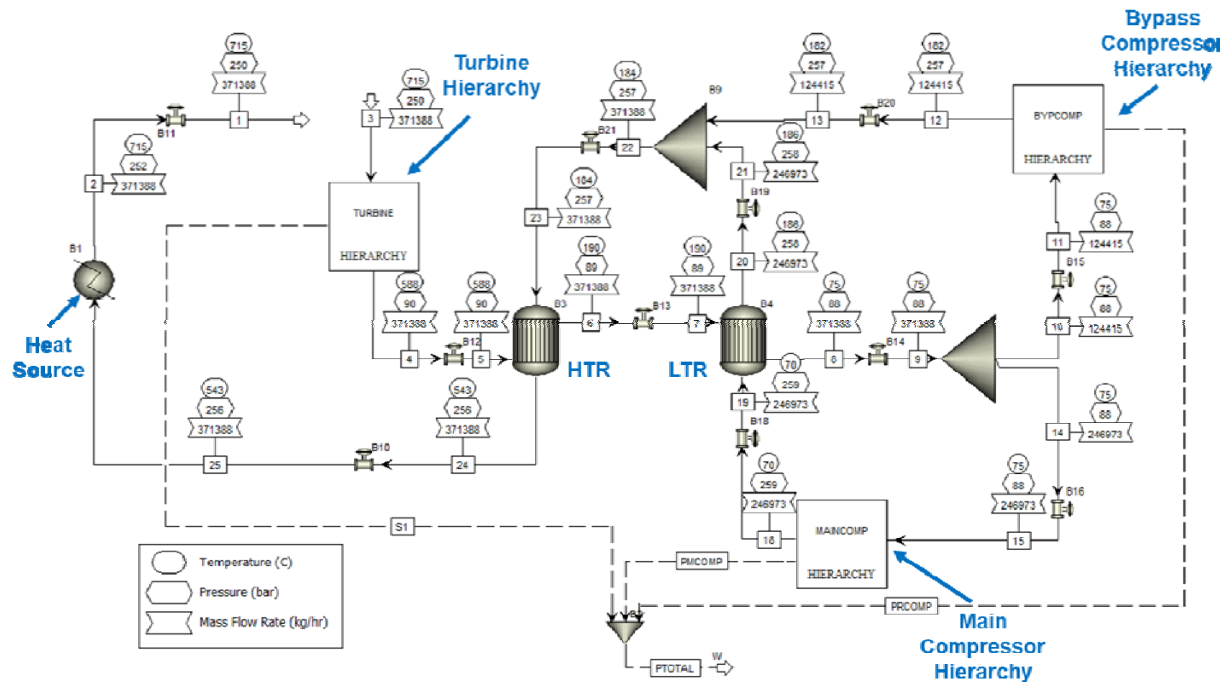 Bypass
Compressor
Hierarchy
Turbine
Hierarchy
715
250
371388
1
B11
715
250
371388
3
184
257
371388
B9
182
257
124415
182
257
124415
B20
13
12
BYPCOMP
HIERARCHY
B21
22
2
715
252
371388
186
258
246973
21
TURBINE
HIERARCHY
184
257
371388
23
B19
75
88
124415
11
B15
B1
186
258
246973
20
190
89
371388
190
89
371388
588
90
371388
588
90
371388
B3
B13
B4
75
88
371388
75
88
371388
75
88
124415
10
6
7
4
B12
5
8
B14
9
Heat
Source
HTR
LTR
70
259
246973
19
75
88
246973
14
543
256
371388
543
256
371388
B18
25
B10
24
70
259
246973
18
75
88
246973
15
B16
MAINCOMP
HIERARCHY
S1
Temperature (C)
Pressure (bar)
Mass Flow Rate (kg/hr)
PMCOMP
PRCOMP
Main
Compressor
Hierarchy
PTOTAL
W